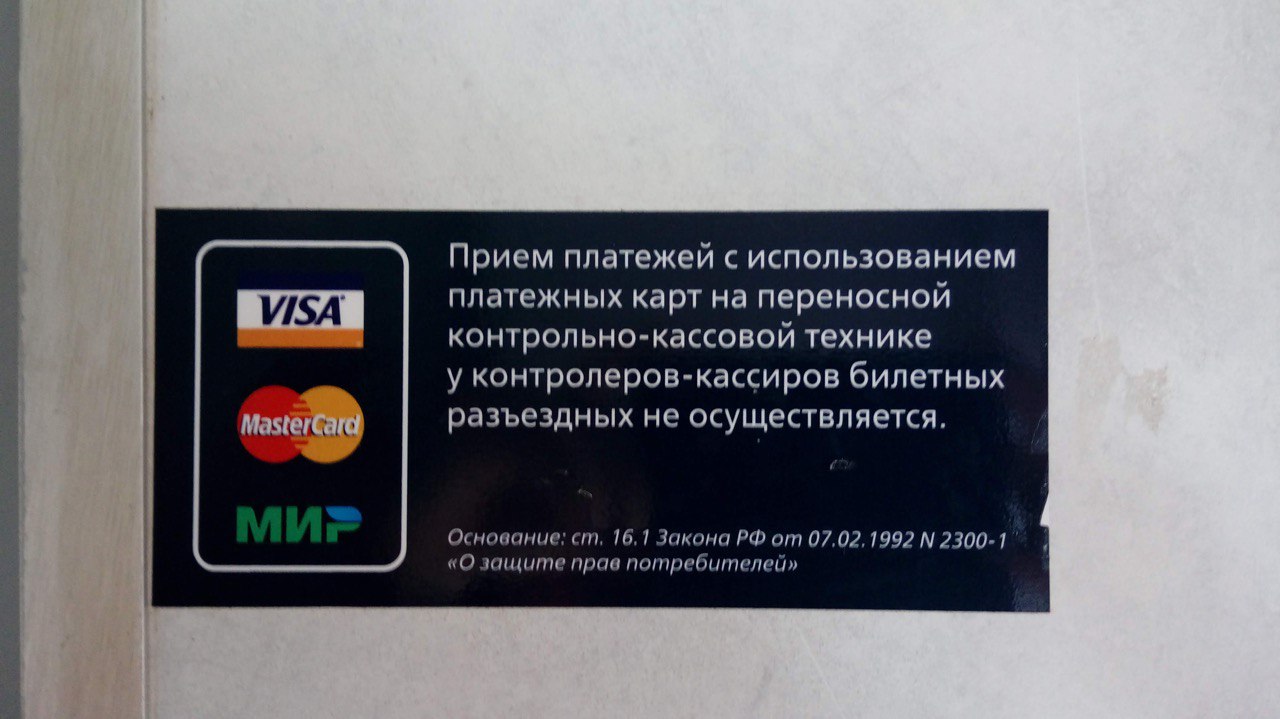 VISA
MasterCard
МИР
Прием платежей с использованием
платежных карт на переносной
контрольно-кассовой технике
у контролеров-кассиров билетных
разъездных не осуществляется.
Основание: ст. 16.1 Закона РФ от 07.02.1992 N 2300-1
«О защите прав потребителей»